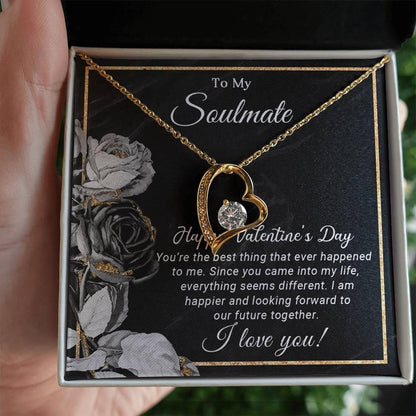 To My
Soulmate
Happy Valentine's Day
You're the best thing that ever happened
to me. Since you came into my life,
everything seems different. I am
happier and looking forward to
our future together.
I love you!